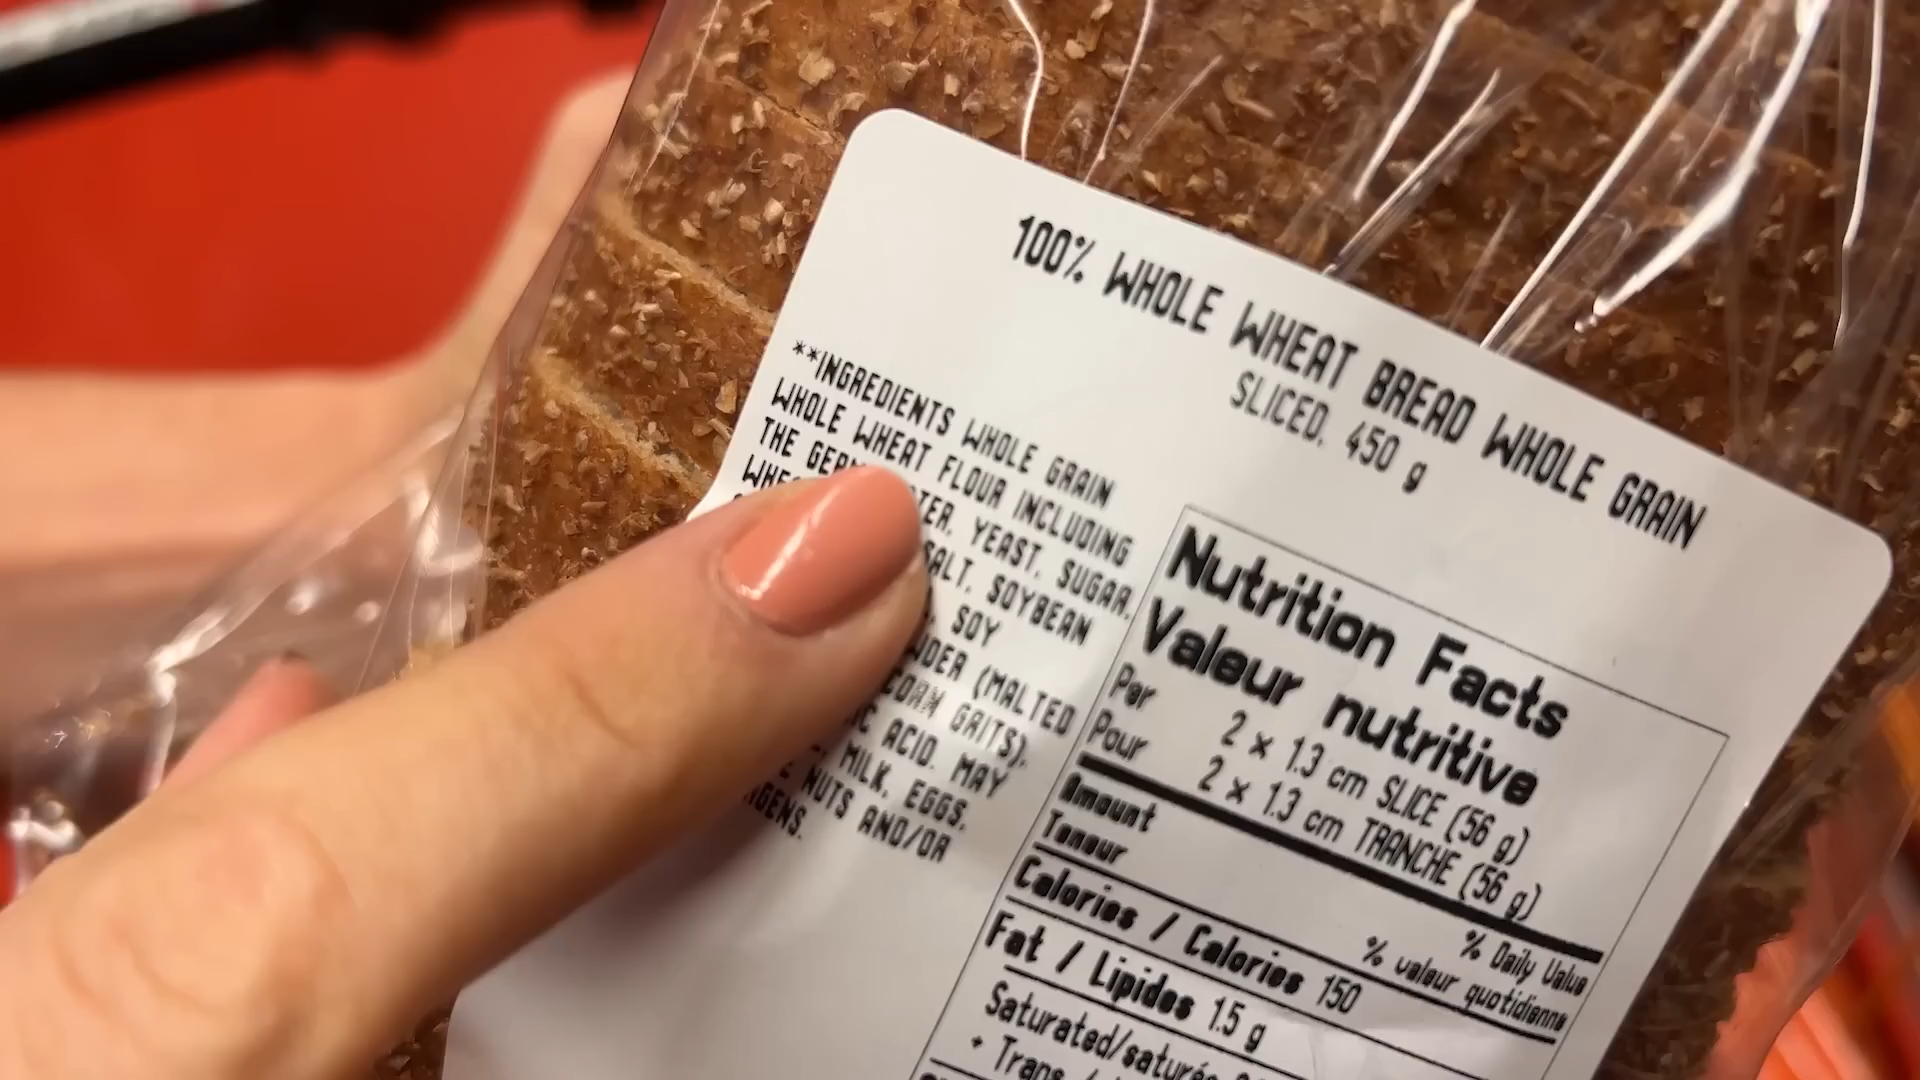 100% WHOLE WHEAT BREAD WHOLE GRAIN
SLICED, 450 g
**INGREDIENTS WHOLE GRAIN
WHOLE WHEAT FLOUR INCLUDING
THE YEAST, SUGAR,
SALT, SOYBEAN
SOY
(MALTED
CORN GRITS),
ACID. MAY
MILK, EGGS,
NUTS AND/OR
Nutrition Facts
Valeur nutritive
Per 2 x 1.3 cm SLICE (56 g)
Pour 2 x 1.3 cm TRANCHE (56 g)
Amount % Daily Value
Teneur % valeur quotidienne
Calories / Calories 150
Fat / Lipides 1.5 g
Saturated/saturés
+ Trans /